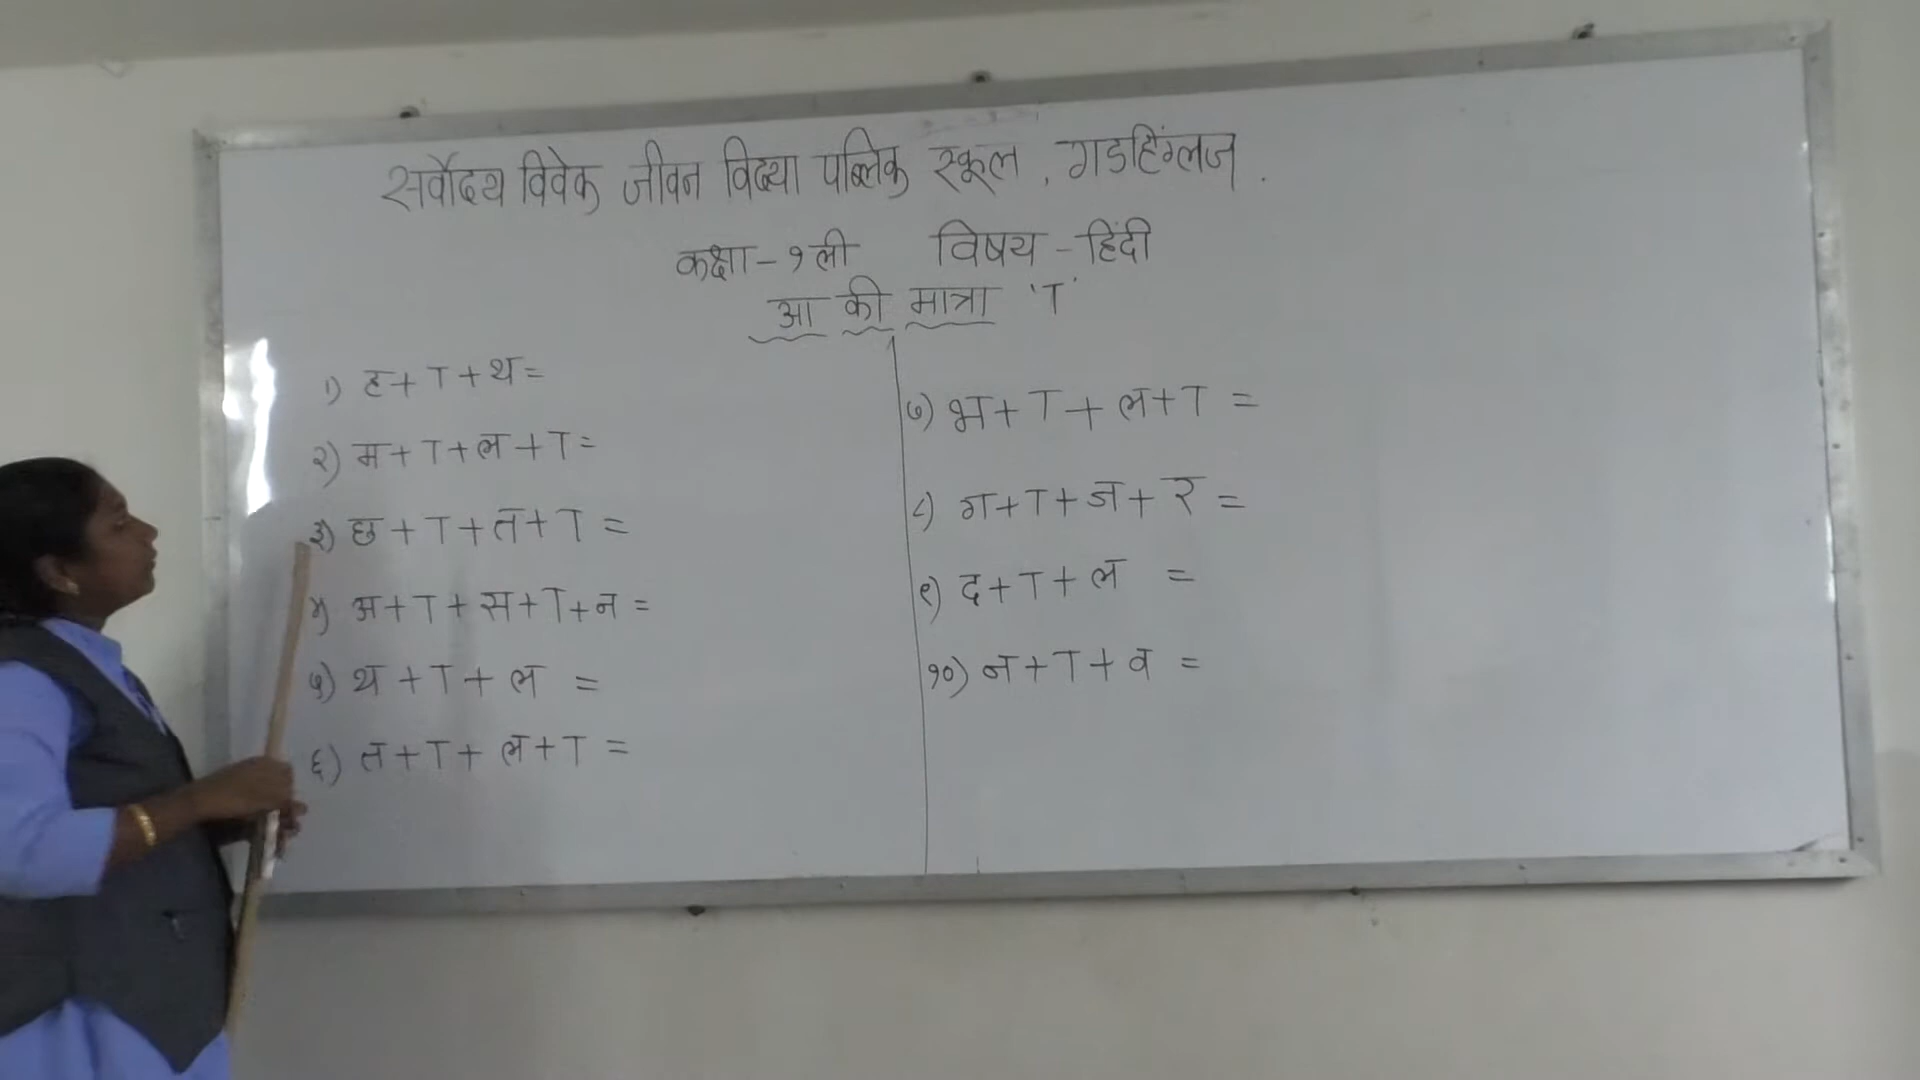 सर्वोदय विवेक जीवन विद्या पब्लिक स्कूल, गडहिंग्लज.
कक्षा - १ली विषय - हिंदी
आ की मात्रा 'ा'
१) ह + ा + थ =
२) म + ा + ल + ा =
३) छ + ा + त + ा =
४) अ + ा + स + ा + न =
५) थ + ा + ल =
६) त + ा + ल + ा =
७) भ + ा + ल + ा =
८) ग + ा + ज + र =
९) द + ा + ल =
१०) न + ा + व =